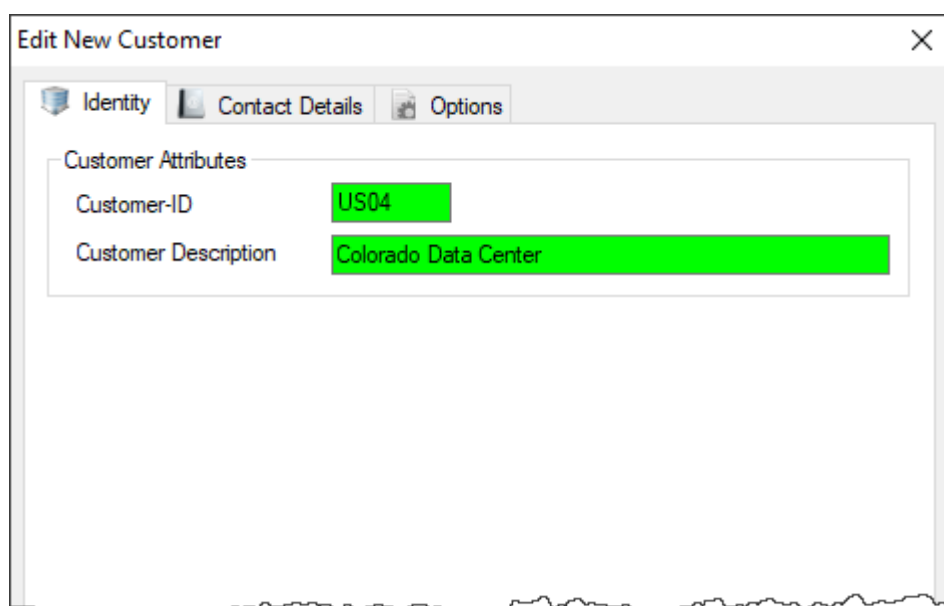 Edit New Customer
Identity Contact Details Options
Customer Attributes
Customer-ID US04
Customer Description Colorado Data Center